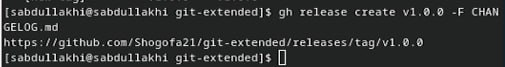 [sabdullakhi@sabdullakhi git-extended]$ gh release create v1.0.0 -F CHAN
GELOG.md
https://github.com/Shogofa21/git-extended/releases/tag/v1.0.0
[sabdullakhi@sabdullakhi git-extended]$